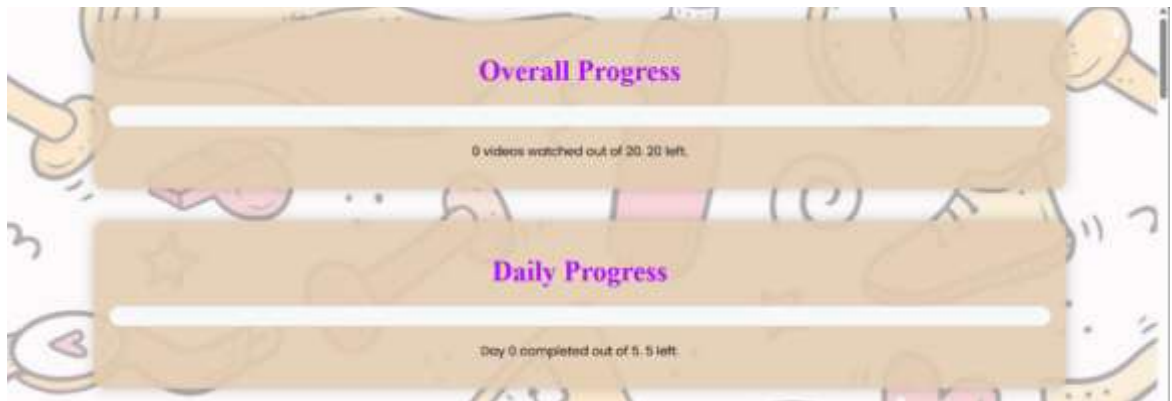 Overall Progress
0 videos watched out of 20. 20 left.
Daily Progress
Day 0 completed out of 5. 5 left.